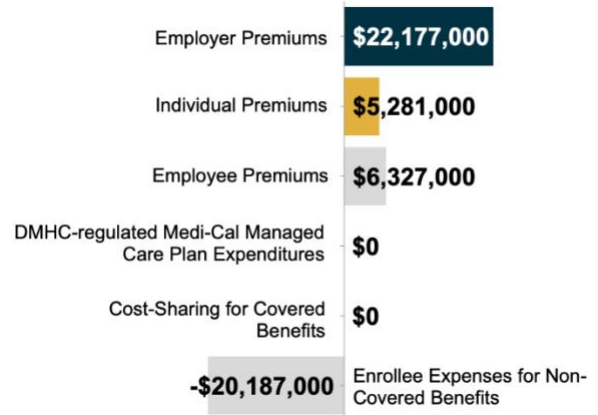 Employer Premiums $22,177,000
Individual Premiums $5,281,000
Employee Premiums $6,327,000
DMHC-regulated Medi-Cal Managed
Care Plan Expenditures
$0
Cost-Sharing for Covered
Benefits
$0
-$20,187,000
Enrollee Expenses for Non-
Covered Benefits